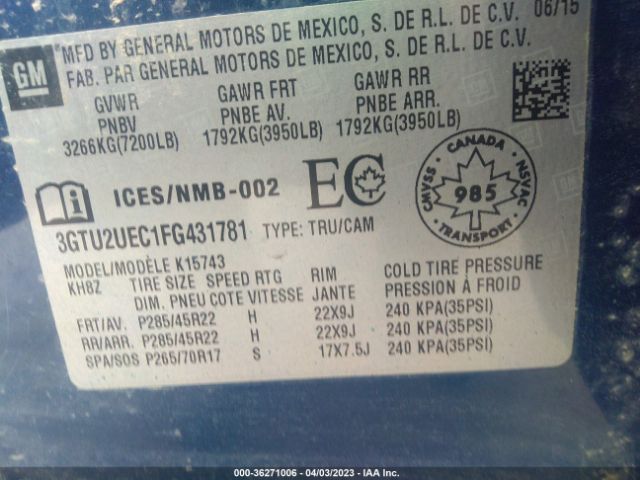 GM
MFD BY GENERAL MOTORS DE MEXICO, S. DE R.L. DE C.V. 06/15
FAB. PAR GENERAL MOTORS DE MEXICO, S. DE R.L. DE C.V.
GVWR GAWR FRT GAWR RR
PNBV PNBE AV. PNBE ARR.
3266KG(7200LB) 1792KG(3950LB) 1792KG(3950LB)
ICES/NMB-002 EC
CANADA
CMVSS 985 NSVAC
TRANSPORT
3GTU2UEC1FG431781 TYPE: TRU/CAM
MODEL/MODÈLE K15743
KH8Z TIRE SIZE SPEED RTG RIM COLD TIRE PRESSURE
DIM. PNEU COTE VITESSE JANTE PRESSION À FROID
FRT/AV. P285/45R22 H 22X9J 240 KPA(35PSI)
RR/ARR. P285/45R22 H 22X9J 240 KPA(35PSI)
SPA/SOS P265/70R17 S 17X7.5J 240 KPA(35PSI)
000-36271006 - 04/03/2023 - IAA Inc.